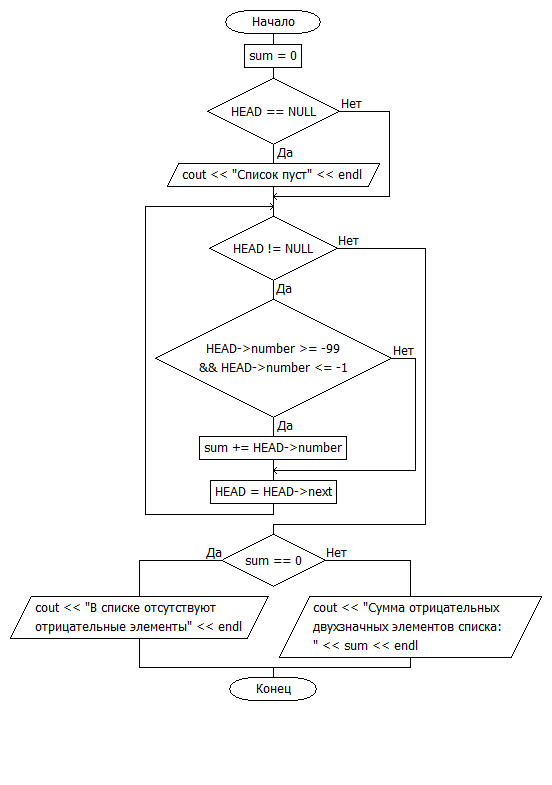 Начало
sum = 0
HEAD == NULL
Нет
Да
cout << "Список пуст" << endl
HEAD != NULL
Нет
Да
HEAD->number >= -99
&& HEAD->number <= -1
Нет
Да
sum += HEAD->number
HEAD = HEAD->next
Да
sum == 0
Нет
cout << "В списке отсутствуют
отрицательные элементы" << endl
cout << "Сумма отрицательных
двухзначных элементов списка:
" << sum << endl
Конец